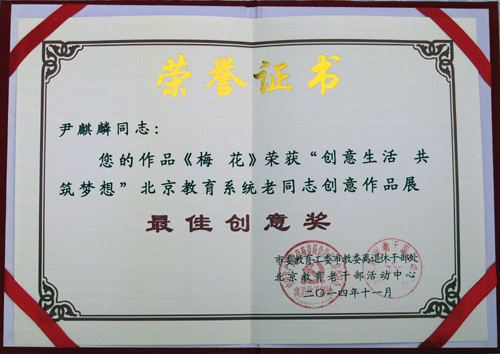 荣誉证书
尹麒麟同志：
您的作品《梅 花》荣获“创意生活 共
筑梦想”北京教育系统老同志创意作品展
最佳创意奖
市委教育工委市教委离退休干部处
北京教育老干部活动中心
二〇一四年十一月